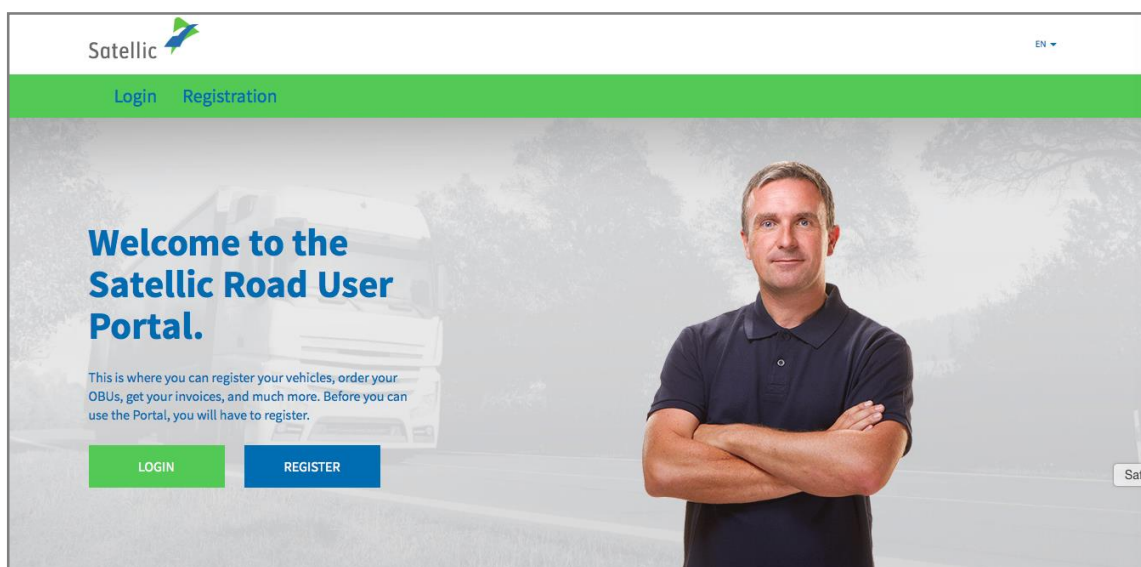 Satellic
EN
Login Registration
Welcome to the
Satellic Road User
Portal.
This is where you can register your vehicles, order your
OBUs, get your invoices, and much more. Before you can
use the Portal, you will have to register.
LOGIN REGISTER